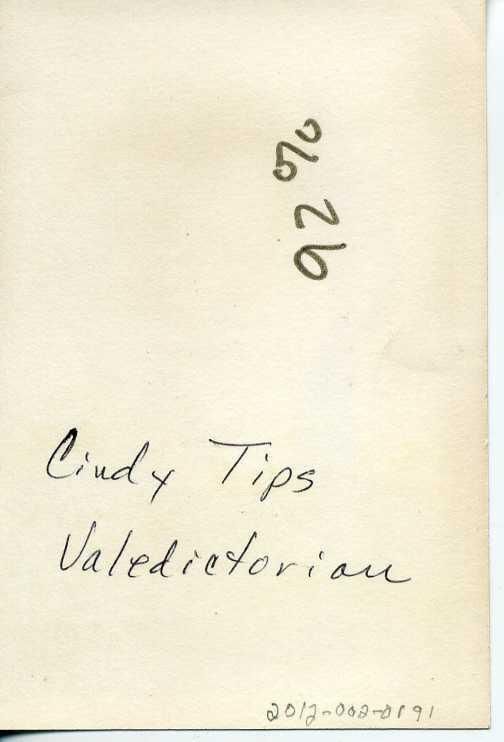 92%
Cindy Tips
Valedictorian
2012-002-0191